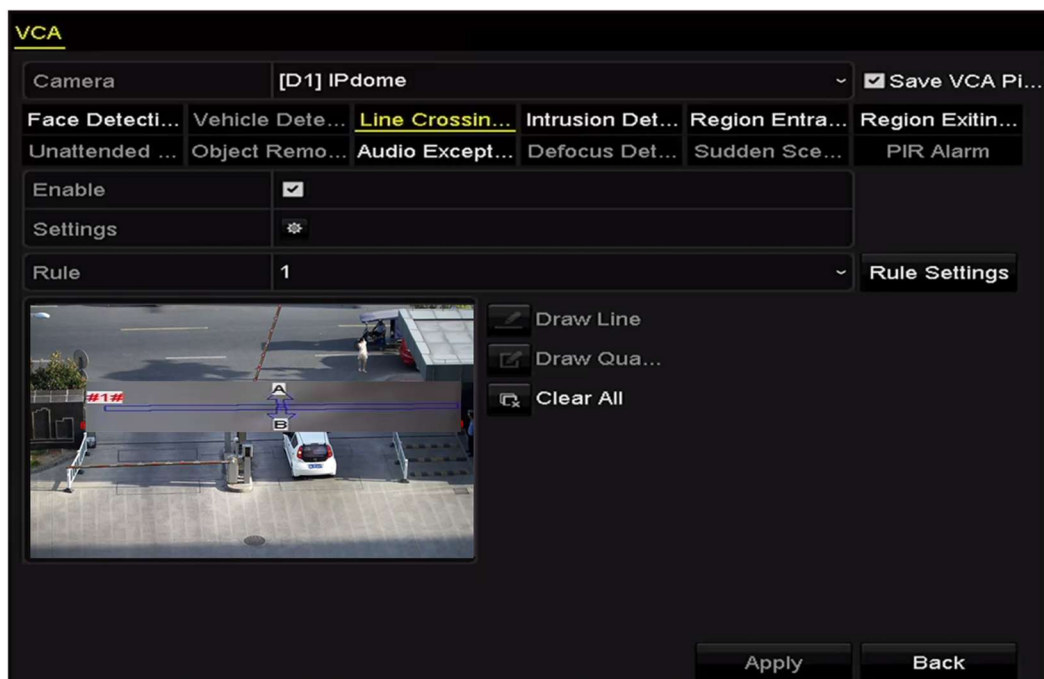 VCA
Camera [D1] IPdome Save VCA Pi...
Face Detecti... Vehicle Dete... Line Crossin... Intrusion Det... Region Entra... Region Exitin...
Unattended ... Object Remo... Audio Except... Defocus Det... Sudden Sce... PIR Alarm
Enable
Settings
Rule 1 Rule Settings
Draw Line
Draw Qua...
Clear All
#1#
A
B
Apply Back